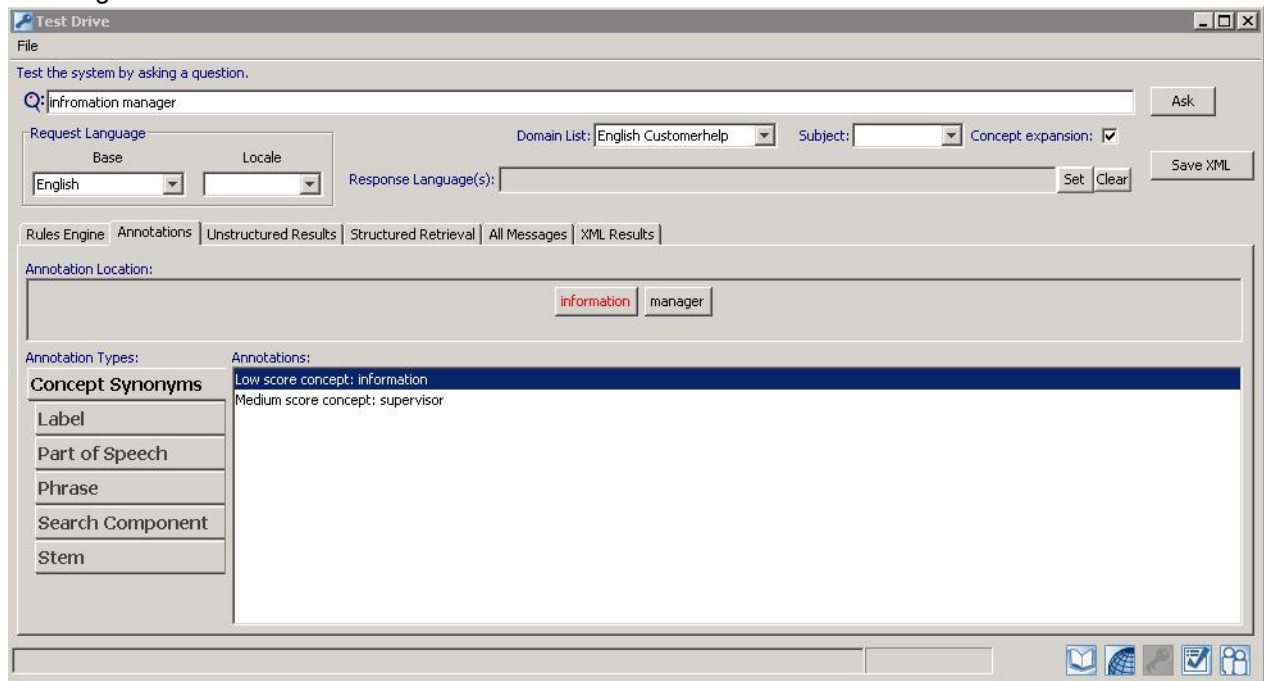 Test Drive
File
Test the system by asking a question.
Q: infromation manager
Ask
Request Language
Base Locale
English
Domain List: English Customerhelp Subject: Concept expansion:
Response Language(s): Set Clear
Save XML
Rules Engine Annotations Unstructured Results Structured Retrieval All Messages XML Results
Annotation Location:
information manager
Annotation Types: Annotations:
Concept Synonyms
Label
Part of Speech
Phrase
Search Component
Stem
Low score concept: information
Medium score concept: supervisor